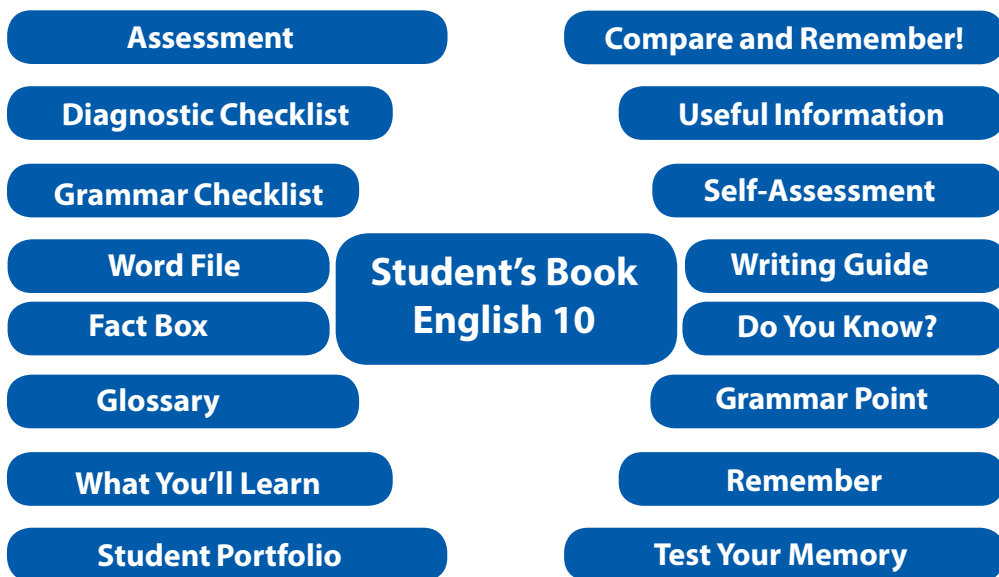 Assessment
Compare and Remember!
Diagnostic Checklist
Useful Information
Grammar Checklist
Self-Assessment
Word File
Student’s Book
English 10
Writing Guide
Fact Box
Do You Know?
Glossary
Grammar Point
What You’ll Learn
Remember
Student Portfolio
Test Your Memory